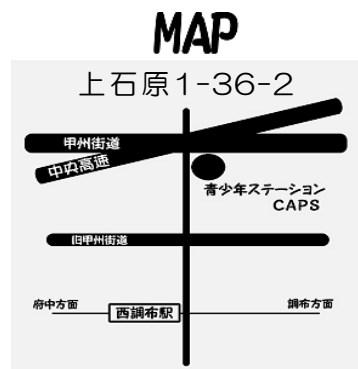 MAP
上石原1-36-2
甲州街道
中央高速
青少年ステーション
CAPS
旧甲州街道
府中方面
西調布駅
調布方面